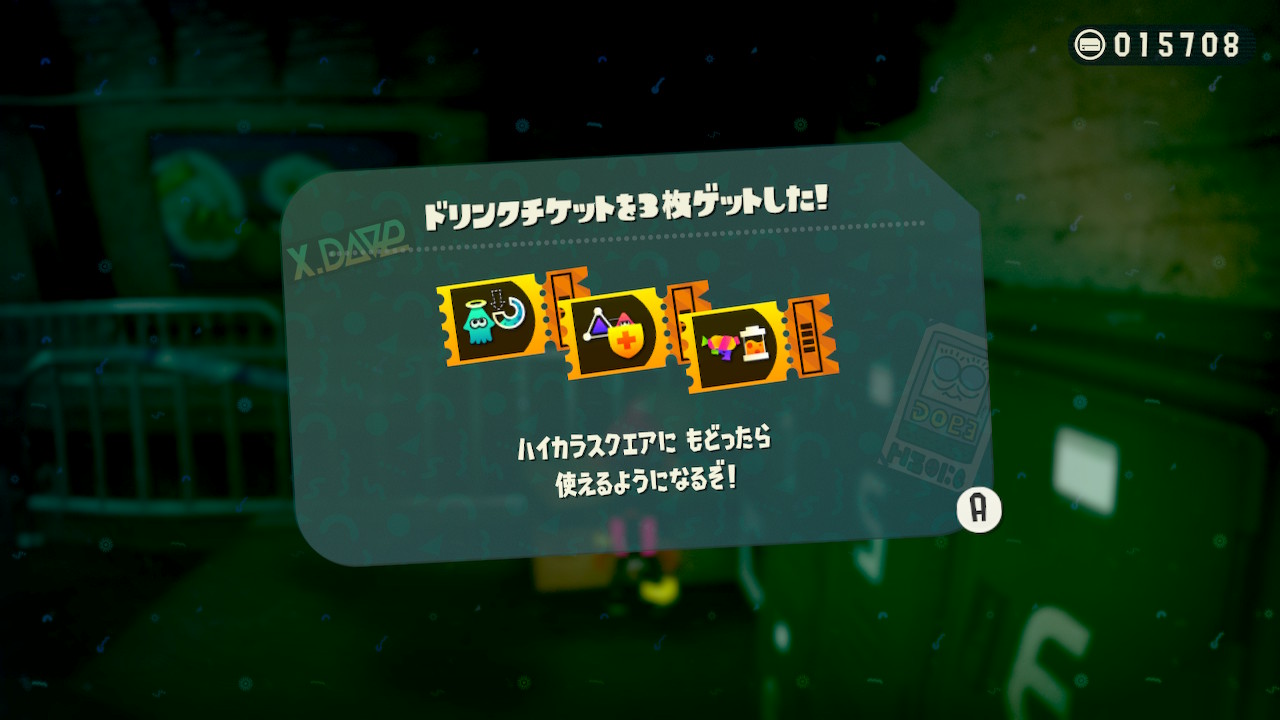 015708
ドリンクチケットを3枚ゲットした!
ハイカラスクエアに もどったら
使えるようになるぞ!
A